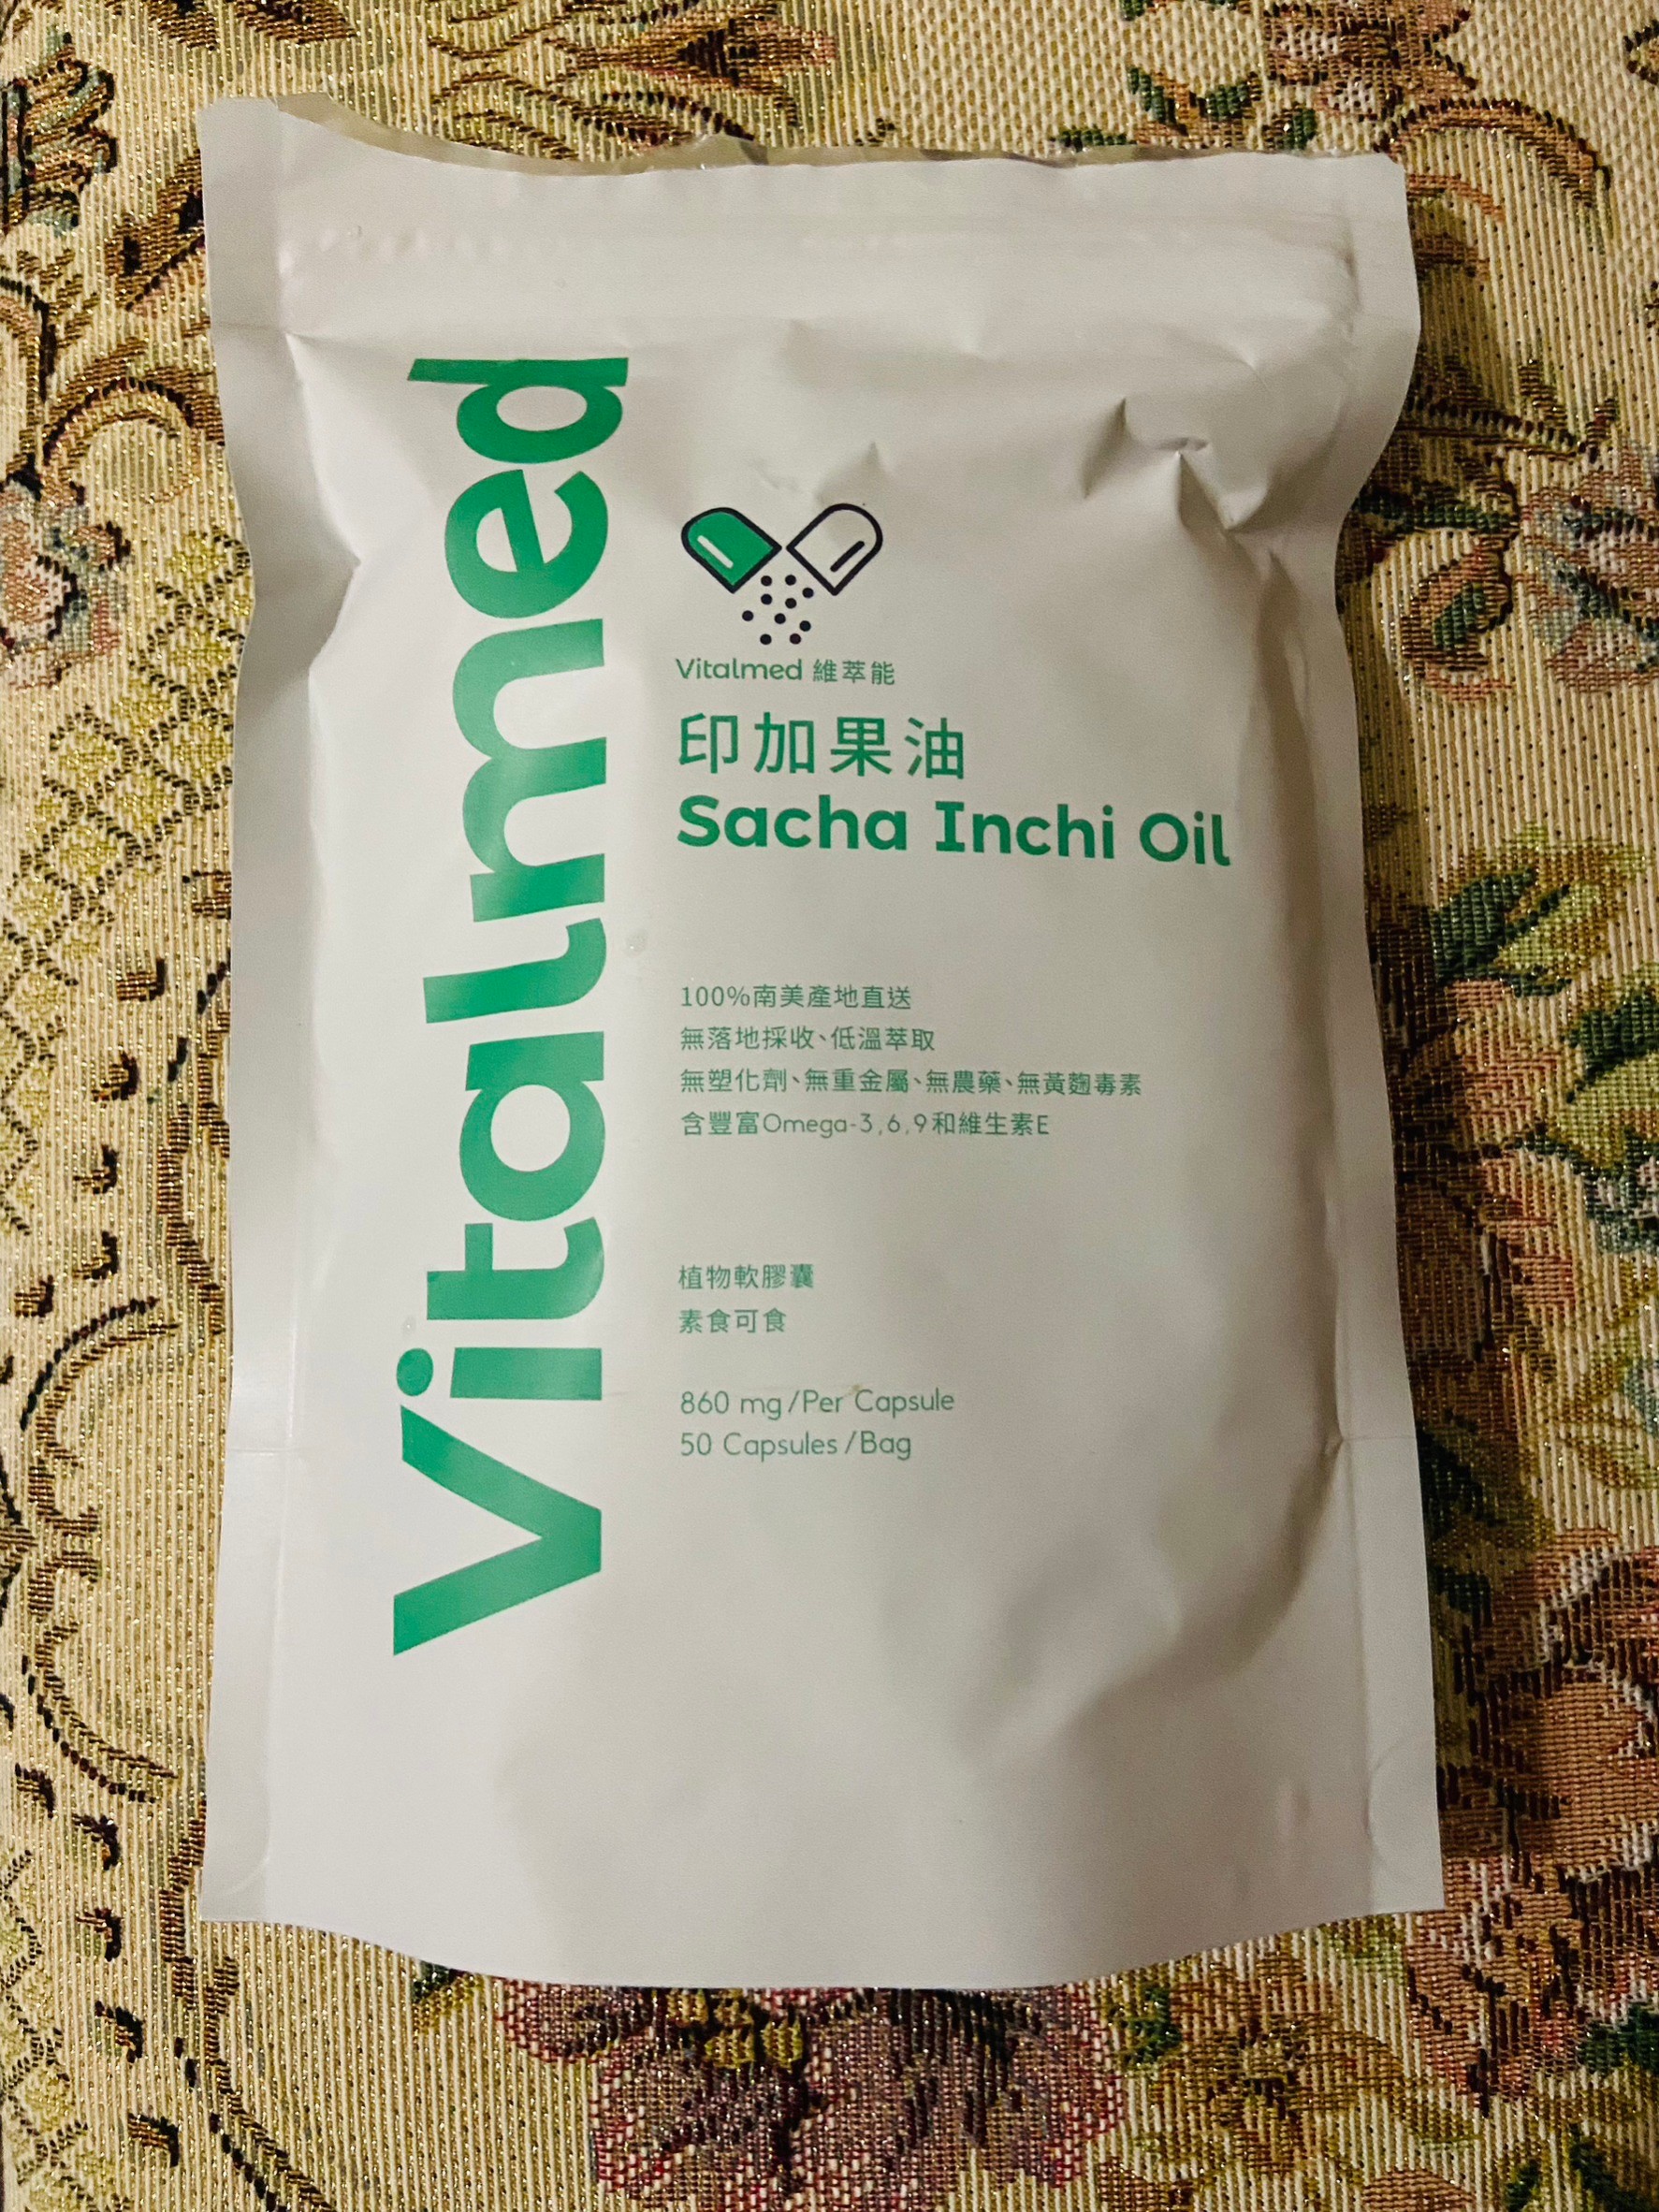 Vitalmed
Vitalmed 維萃能
印加果油
Sacha Inchi Oil
100%南美產地直送
無落地採收、低溫萃取
無塑化劑、無重金屬、無農藥、無黃麴毒素
含豐富Omega-3,6,9和維生素E
植物軟膠囊
素食可食
860 mg/Per Capsule
50 Capsules/Bag